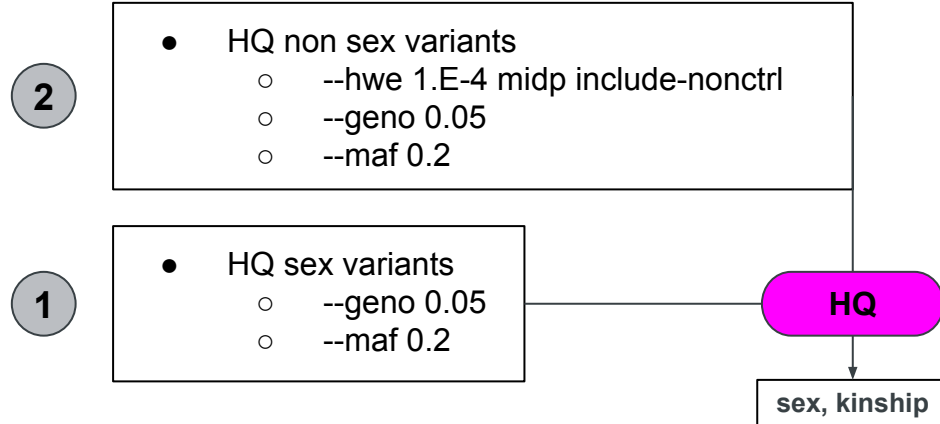 2
● HQ non sex variants
○ --hwe 1.E-4 midp include-nonctrl
○ --geno 0.05
○ --maf 0.2
1
● HQ sex variants
○ --geno 0.05
○ --maf 0.2
HQ
sex, kinship